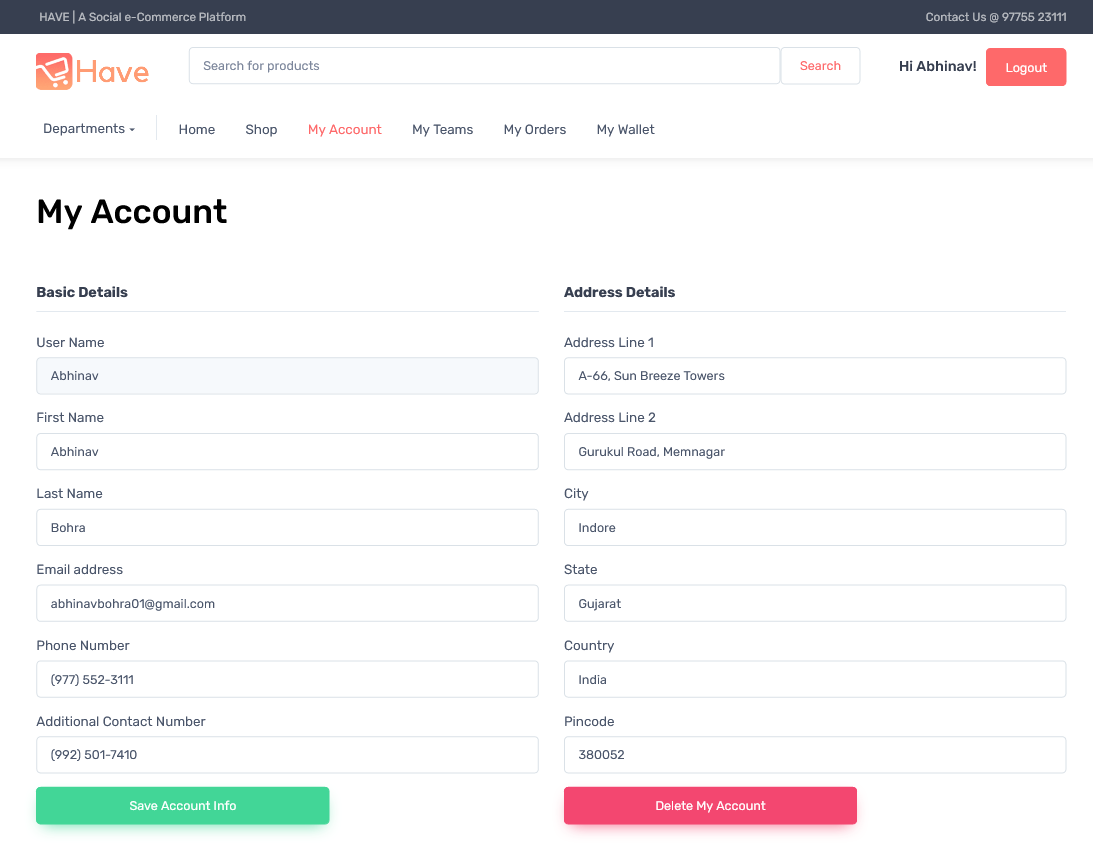 HAVE | A Social e-Commerce Platform
Contact Us @ 97755 23111
Have
Search for products
Search
Hi Abhinav!
Logout
Departments
Home
Shop
My Account
My Teams
My Orders
My Wallet
My Account
Basic Details
User Name
Abhinav
First Name
Abhinav
Last Name
Bohra
Email address
abhinavbohra01@gmail.com
Phone Number
(977) 552-3111
Additional Contact Number
(992) 501-7410
Save Account Info
Address Details
Address Line 1
A-66, Sun Breeze Towers
Address Line 2
Gurukul Road, Memnagar
City
Indore
State
Gujarat
Country
India
Pincode
380052
Delete My Account